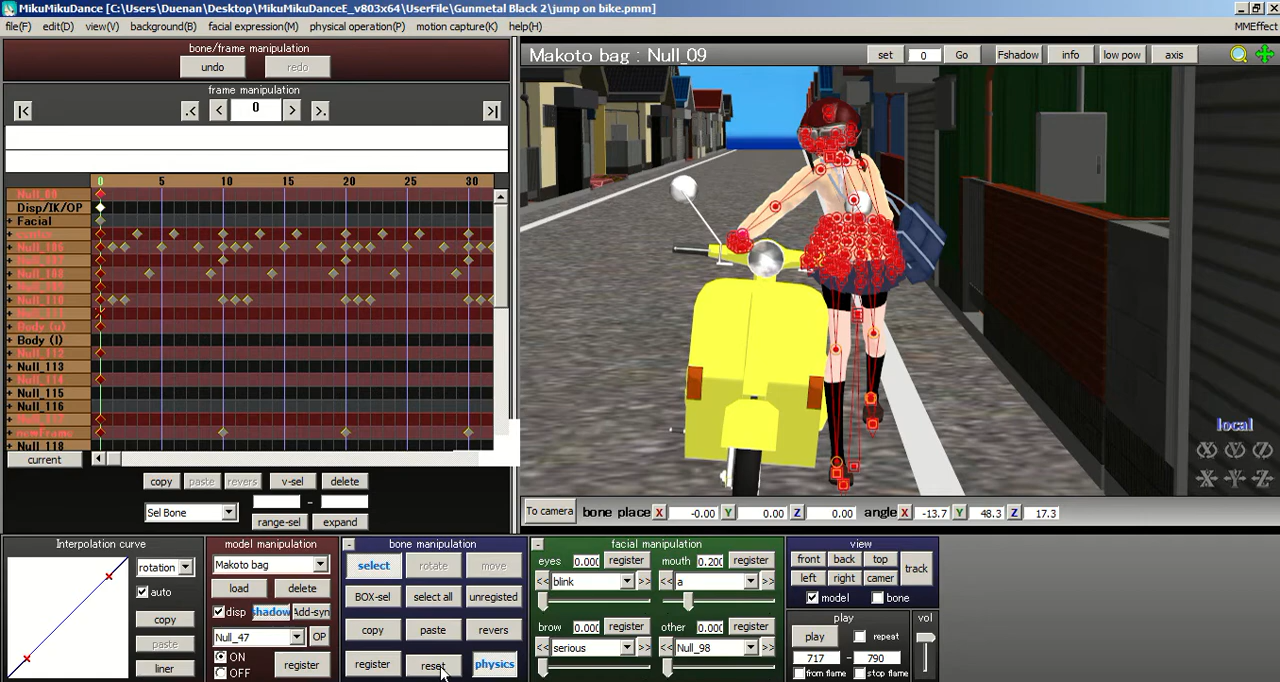 MikuMikuDance [C:\Users\Duenan\Desktop\MikuMikuDanceE_v803x64\UserFile\Gunmetal Black 2\jump on bike.pmm]
file(F) edit(D) view(V) background(B) facial expression(M) physical operation(P) motion capture(K) help(H) MMEffect
bone/frame manipulation
undo redo
frame manipulation
|< .< < 0 > >. >|
0 5 10 15 20 25 30
Disp/IK/OP
+ Facial
+ Null_106
+ Null_108
+ Null_110
+ Body (u)
+ Body (l)
+ Null_112
+ Null_113
+ Null_114
+ Null_115
+ Null_116
+ newFrame
+ Null_118
current
copy paste revers v-sel delete
Sel Bone -
range-sel expand
Makoto bag : Null_09 set 0 Go Fshadow info low pow axis
local
X Y Z
X Y Z
To camera bone place X -0.00 Y 0.00 Z 0.00 angle X -13.7 Y 48.3 Z 17.3
Interpolation curve
rotation
auto
copy
paste
liner
model manipulation
Makoto bag
load delete
disp shadow Add-syn
Null_47 OP
ON
OFF
register
- bone manipulation
select rotate move
BOX-sel select all unregisted
copy paste revers
register reset physics
- facial manipulation
eyes 0.000 register mouth 0.200 register
<< blink >> << a >>
brow 0.000 register other 0.000 register
<< serious >> << Null_98 >>
view
front back top track
left right camer
model bone
play
play repeat
717 - 790
from flame stop flame
vol